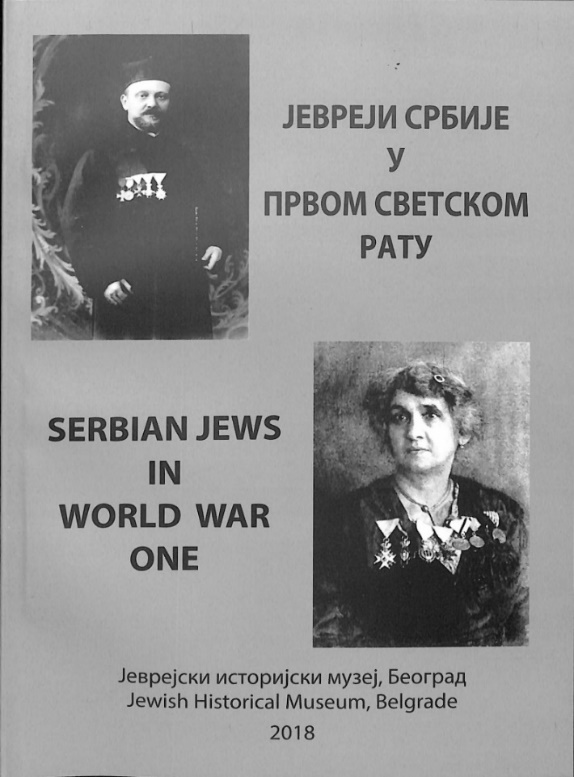 ЈЕВРЕЈИ СРБИЈЕ
У
ПРВОМ СВЕТСКОМ
РАТУ
SERBIAN JEWS
IN
WORLD WAR
ONE
Јеврејски историјски музеј, Београд
Jewish Historical Museum, Belgrade
2018